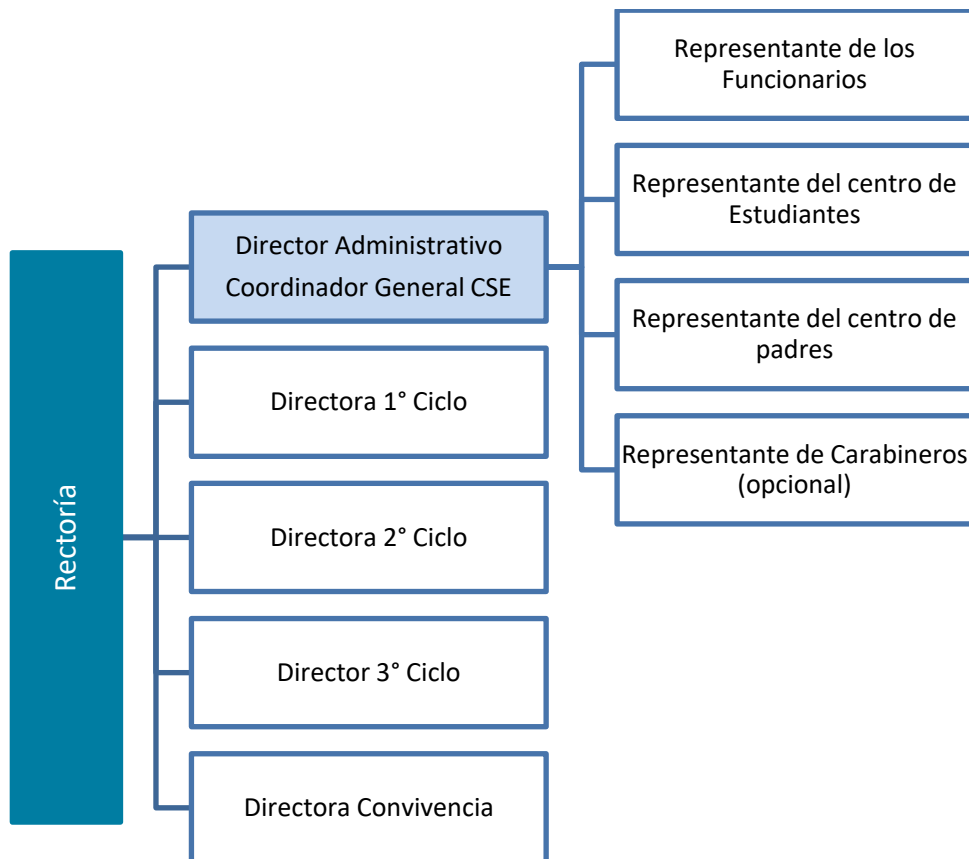 Rectoría
Director Administrativo
Coordinador General CSE
Directora 1° Ciclo
Directora 2° Ciclo
Director 3° Ciclo
Directora Convivencia
Representante de los
Funcionarios
Representante del centro de
Estudiantes
Representante del centro de
padres
Representante de Carabineros
(opcional)